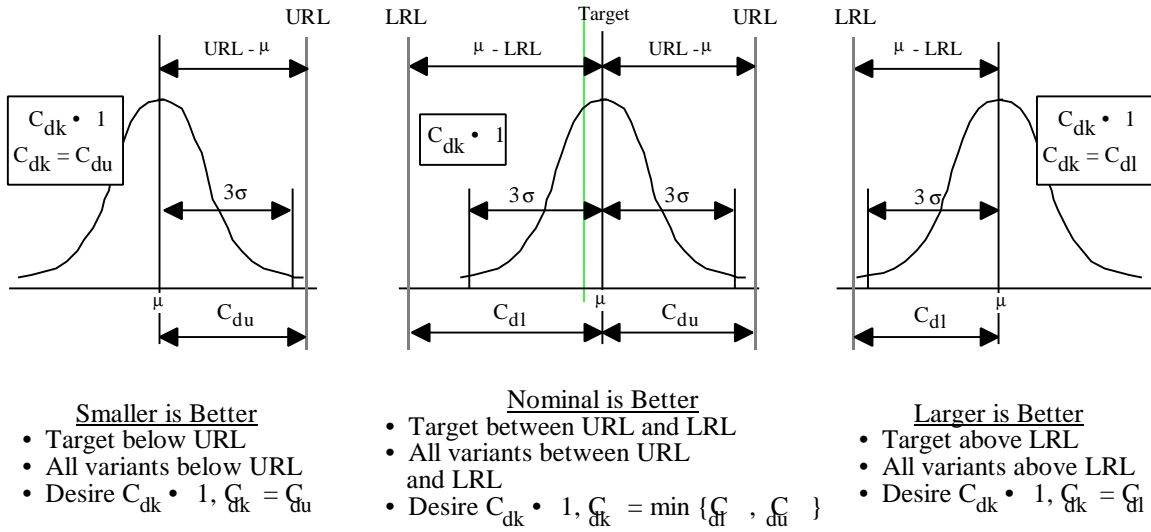 URL
URL - μ
C_dk • 1
C_dk = C_du
3σ
μ
C_du
Smaller is Better
• Target below URL
• All variants below URL
• Desire C_dk • 1, C_dk = C_du
LRL
Target
URL
μ - LRL
URL - μ
C_dk • 1
3σ
3σ
μ
C_dl
C_du
Nominal is Better
• Target between URL and LRL
• All variants between URL
and LRL
• Desire C_dk • 1, C_dk = min {C_dl , C_du }
LRL
μ - LRL
C_dk • 1
C_dk = C_dl
3σ
μ
C_dl
Larger is Better
• Target above LRL
• All variants above LRL
• Desire C_dk • 1, C_dk = C_dl